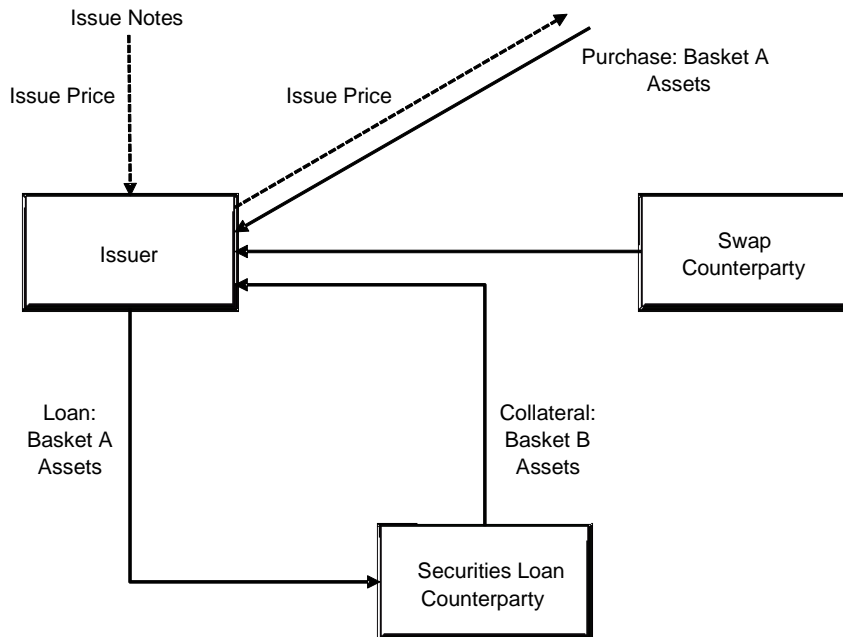 Issue Notes
Issue Price
Issue Price
Purchase: Basket A
Assets
Issuer
Swap
Counterparty
Loan:
Basket A
Assets
Collateral:
Basket B
Assets
Securities Loan
Counterparty